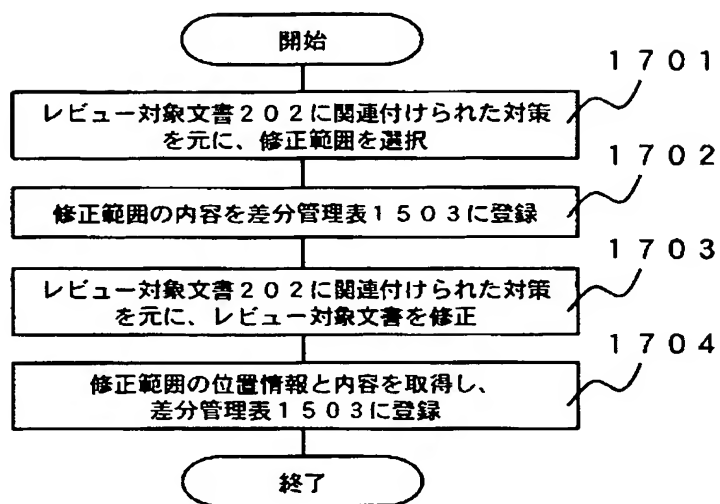 開始
1701
レビュー対象文書202に関連付けられた対策
を元に、修正範囲を選択
1702
修正範囲の内容を差分管理表1503に登録
1703
レビュー対象文書202に関連付けられた対策
を元に、レビュー対象文書を修正
1704
修正範囲の位置情報と内容を取得し、
差分管理表1503に登録
終了